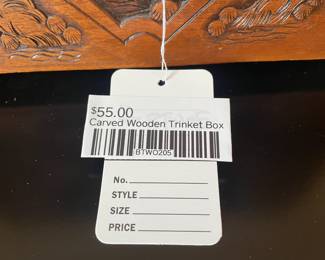 $55.00
Carved Wooden Trinket Box
BTWO205
No.
STYLE
SIZE
PRICE